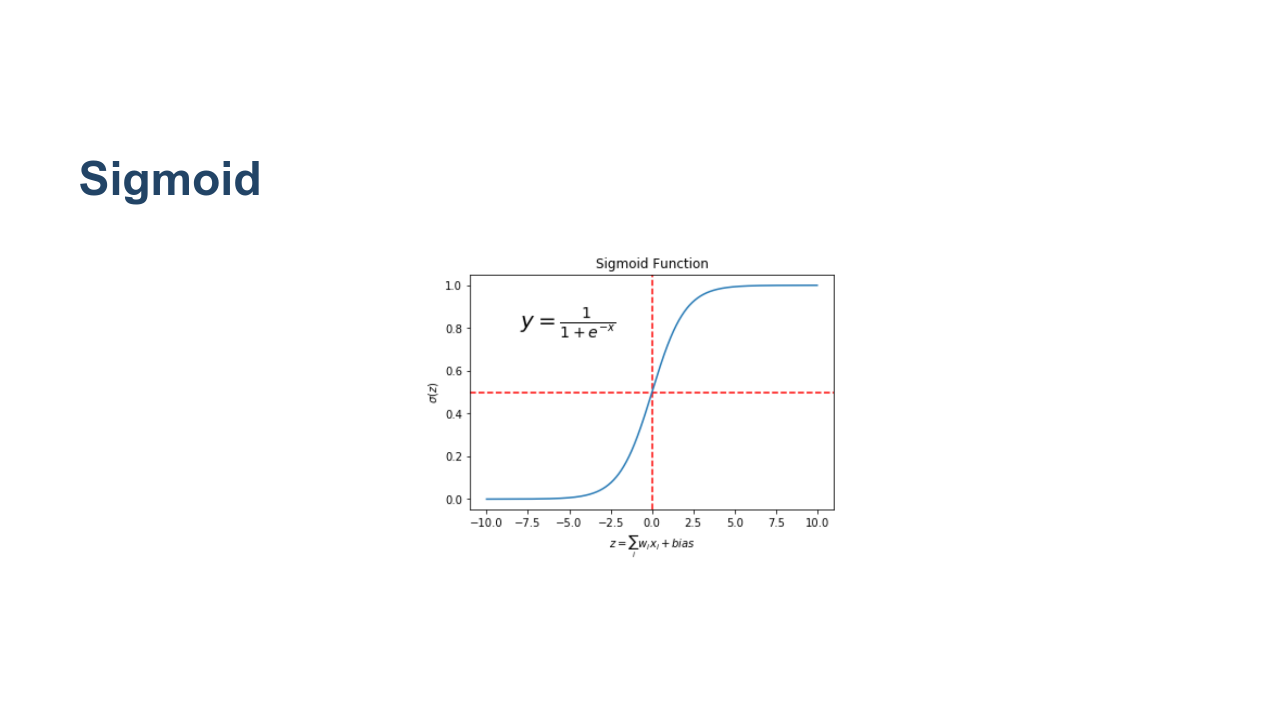 Sigmoid
Sigmoid Function
y = 1/(1 + e^{-x})
1.0
0.8
0.6
0.4
0.2
0.0
σ(z)
−10.0 −7.5 −5.0 −2.5 0.0 2.5 5.0 7.5 10.0
z = ∑_i w_i x_i + bias